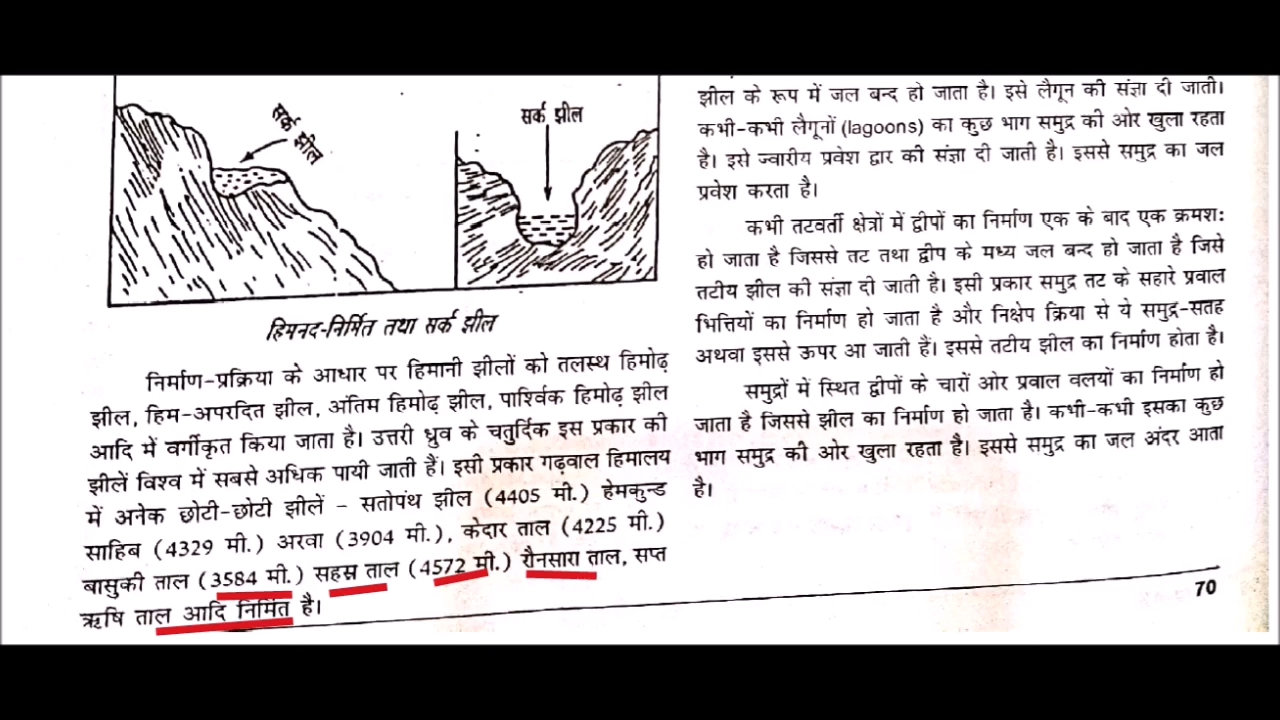 सर्क झील
सर्क झील
हिमनद-निर्मित तथा सर्क झील
निर्माण-प्रक्रिया के आधार पर हिमानी झीलों को तलस्थ हिमोढ़
झील, हिम-अपरदित झील, अंतिम हिमोढ़ झील, पार्श्विक हिमोढ़ झील
आदि में वर्गीकृत किया जाता है। उत्तरी ध्रुव के चतुर्दिक इस प्रकार की
झीलें विश्व में सबसे अधिक पायी जाती हैं। इसी प्रकार गढ़वाल हिमालय
में अनेक छोटी-छोटी झीलें - सतोपंथ झील (4405 मी.) हेमकुन्ड
साहिब (4329 मी.) अरवा (3904 मी.), केदार ताल (4225 मी.)
बासुकी ताल (3584 मी.) सहस्र ताल (4572 मी.) रौनसारा ताल, सप्त
ऋषि ताल आदि निर्मित है।
झील के रूप में जल बन्द हो जाता है। इसे लैगून की संज्ञा दी जाती।
कभी-कभी लैगूनों (lagoons) का कुछ भाग समुद्र की ओर खुला रहता
है। इसे ज्वारीय प्रवेश द्वार की संज्ञा दी जाती है। इससे समुद्र का जल
प्रवेश करता है।
कभी तटवर्ती क्षेत्रों में द्वीपों का निर्माण एक के बाद एक क्रमश:
हो जाता है जिससे तट तथा द्वीप के मध्य जल बन्द हो जाता है जिसे
तटीय झील की संज्ञा दी जाती है। इसी प्रकार समुद्र तट के सहारे प्रवाल
भित्तियों का निर्माण हो जाता है और निक्षेप क्रिया से ये समुद्र-सतह
अथवा इससे ऊपर आ जाती हैं। इससे तटीय झील का निर्माण होता है।
समुद्रों में स्थित द्वीपों के चारों ओर प्रवाल वलयों का निर्माण हो
जाता है जिससे झील का निर्माण हो जाता है। कभी-कभी इसका कुछ
भाग समुद्र की ओर खुला रहता है। इससे समुद्र का जल अंदर आता
है।
70